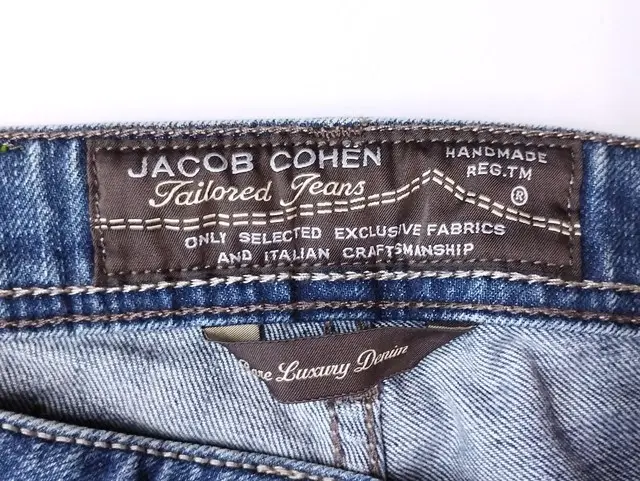 JACOB COHËN
Tailored Jeans
HANDMADE
REG.TM
®
ONLY SELECTED EXCLUSIVE FABRICS
AND ITALIAN CRAFTSMANSHIP
Luxury Denim